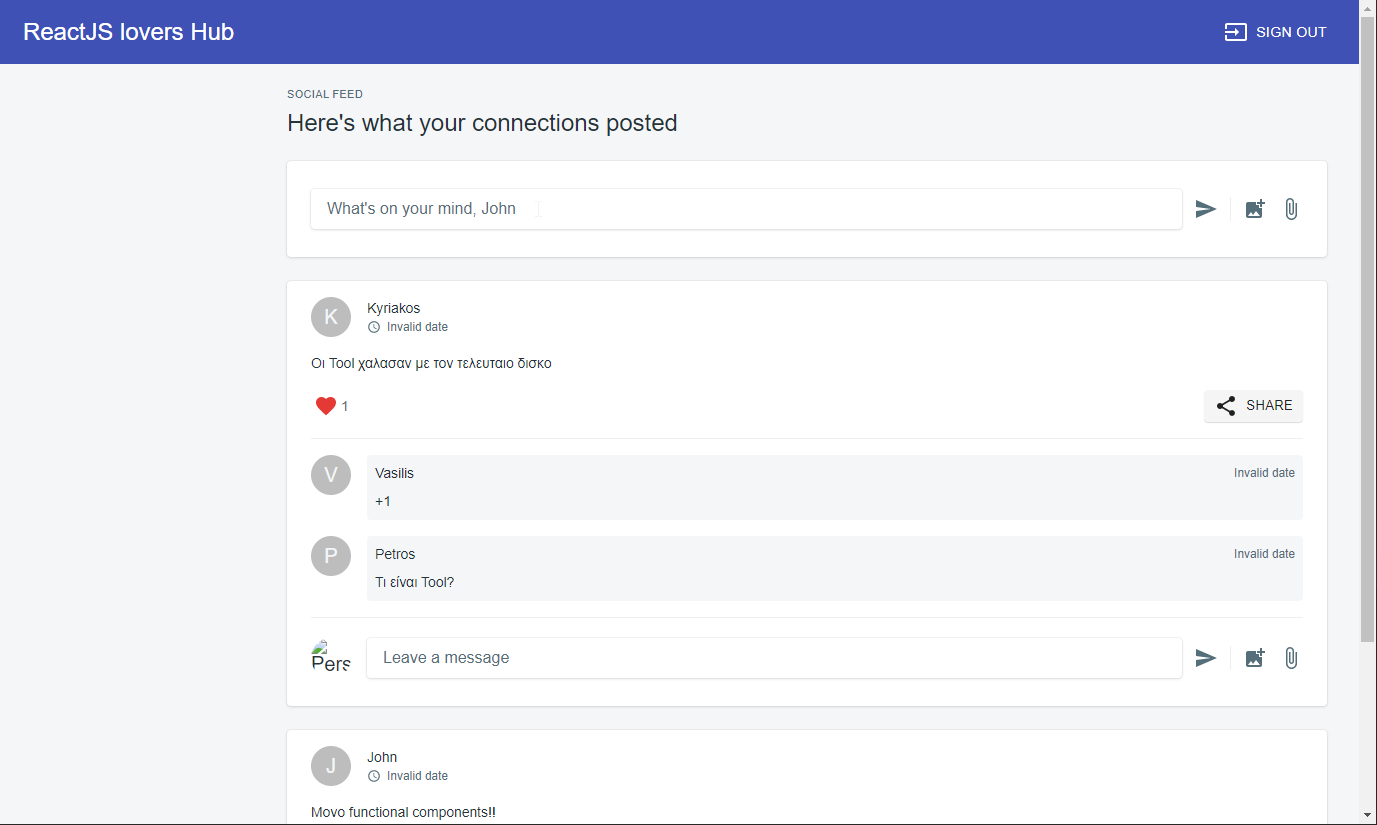 ReactJS lovers Hub
SIGN OUT
SOCIAL FEED
Here's what your connections posted
What's on your mind, John
K
Kyriakos
Invalid date
Οι Tool χαλασαν με τον τελευταιο δισκο
1
SHARE
V
Vasilis
Invalid date
+1
P
Petros
Invalid date
Τι είναι Tool?
Pers
Leave a message
J
John
Invalid date
Μονο functional components!!